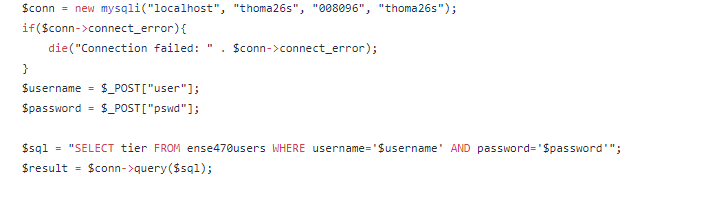 $conn = new mysqli("localhost", "thoma26s", "008096", "thoma26s");
if($conn->connect_error){
die("Connection failed: " . $conn->connect_error);
}
$username = $_POST["user"];
$password = $_POST["pswd"];
$sql = "SELECT tier FROM ense470users WHERE username='$username' AND password='$password'";
$result = $conn->query($sql);